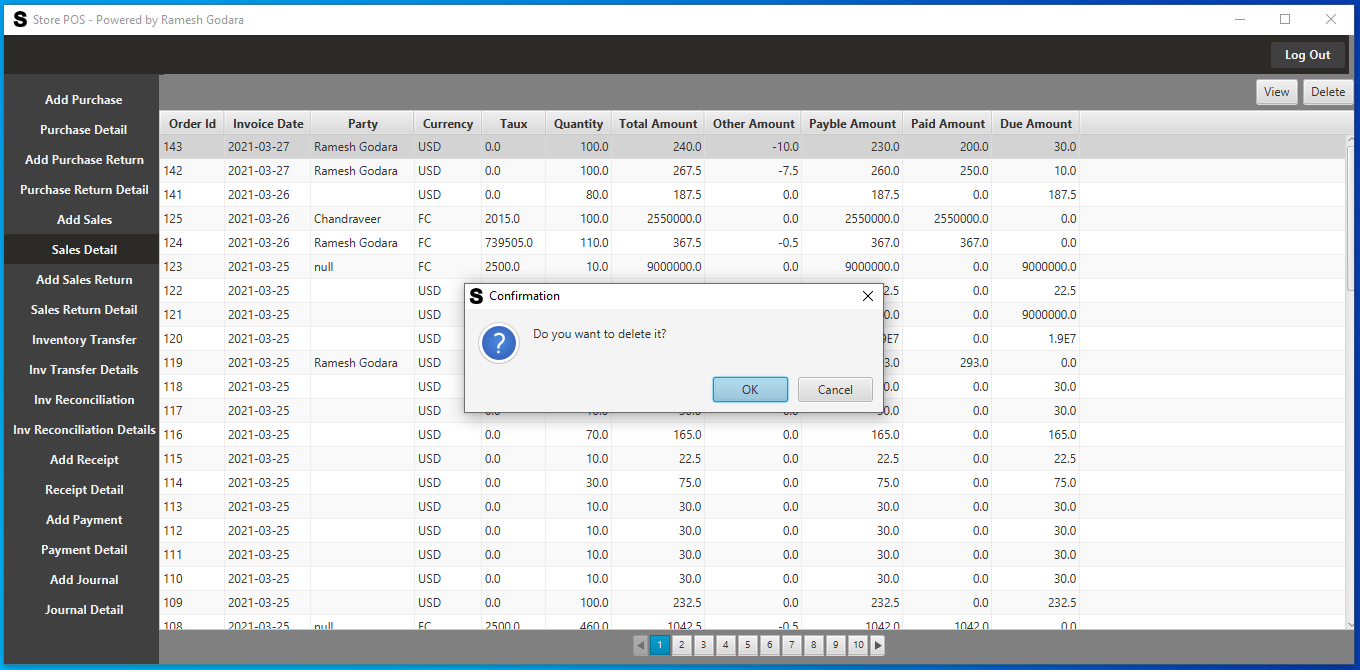 S Store POS - Powered by Ramesh Godara
Log Out
View Delete
Add Purchase
Purchase Detail
Add Purchase Return
Purchase Return Detail
Add Sales
Sales Detail
Add Sales Return
Sales Return Detail
Inventory Transfer
Inv Transfer Details
Inv Reconciliation
Inv Reconciliation Details
Add Receipt
Receipt Detail
Add Payment
Payment Detail
Add Journal
Journal Detail
Order Id Invoice Date Party Currency Taux Quantity Total Amount Other Amount Payble Amount Paid Amount Due Amount
143 2021-03-27 Ramesh Godara USD 0.0 100.0 240.0 -10.0 230.0 200.0 30.0
142 2021-03-27 Ramesh Godara USD 0.0 100.0 267.5 -7.5 260.0 250.0 10.0
141 2021-03-26 USD 0.0 80.0 187.5 0.0 187.5 0.0 187.5
125 2021-03-26 Chandraveer FC 2015.0 100.0 2550000.0 0.0 2550000.0 2550000.0 0.0
124 2021-03-26 Ramesh Godara FC 739505.0 110.0 367.5 -0.5 367.0 367.0 0.0
123 2021-03-25 null FC 2500.0 10.0 9000000.0 0.0 9000000.0 0.0 9000000.0
122 2021-03-25 USD 2.5 0.0 22.5
121 2021-03-25 USD 0.0 0.0 9000000.0
120 2021-03-25 USD 9E7 0.0 1.9E7
119 2021-03-25 Ramesh Godara USD 3.0 293.0 0.0
118 2021-03-25 USD 0.0 0.0 30.0
117 2021-03-25 USD 0.0 10.0 30.0 0.0 30.0 0.0 30.0
116 2021-03-25 USD 0.0 70.0 165.0 0.0 165.0 0.0 165.0
115 2021-03-25 USD 0.0 10.0 22.5 0.0 22.5 0.0 22.5
114 2021-03-25 USD 0.0 30.0 75.0 0.0 75.0 0.0 75.0
113 2021-03-25 USD 0.0 10.0 30.0 0.0 30.0 0.0 30.0
112 2021-03-25 USD 0.0 10.0 30.0 0.0 30.0 0.0 30.0
111 2021-03-25 USD 0.0 10.0 30.0 0.0 30.0 0.0 30.0
110 2021-03-25 USD 0.0 10.0 30.0 0.0 30.0 0.0 30.0
109 2021-03-25 USD 0.0 100.0 232.5 0.0 232.5 0.0 232.5
108 2021-03-25 null FC 2500.0 460.0 1042.5 -0.5 1042.0 1042.0 0.0
S Confirmation
Do you want to delete it?
OK Cancel
1 2 3 4 5 6 7 8 9 10